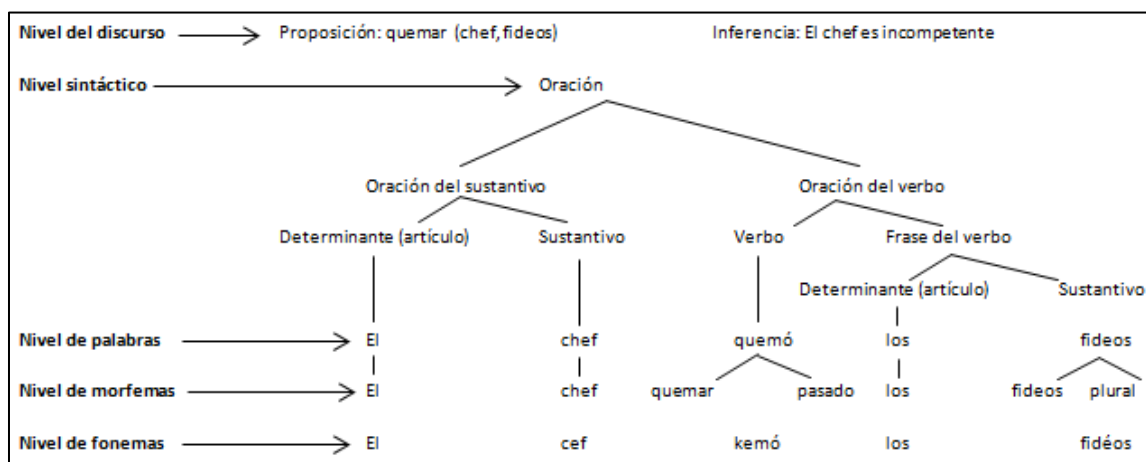 Nivel del discurso Proposición: quemar (chef, fideos) Inferencia: El chef es incompetente
Nivel sintáctico Oración
Oración del sustantivo Oración del verbo
Determinante (artículo) Sustantivo Verbo Frase del verbo
Determinante (artículo) Sustantivo
Nivel de palabras El chef quemó los fideos
Nivel de morfemas El chef quemar pasado los fideos plural
Nivel de fonemas El cef kemó los fidéos